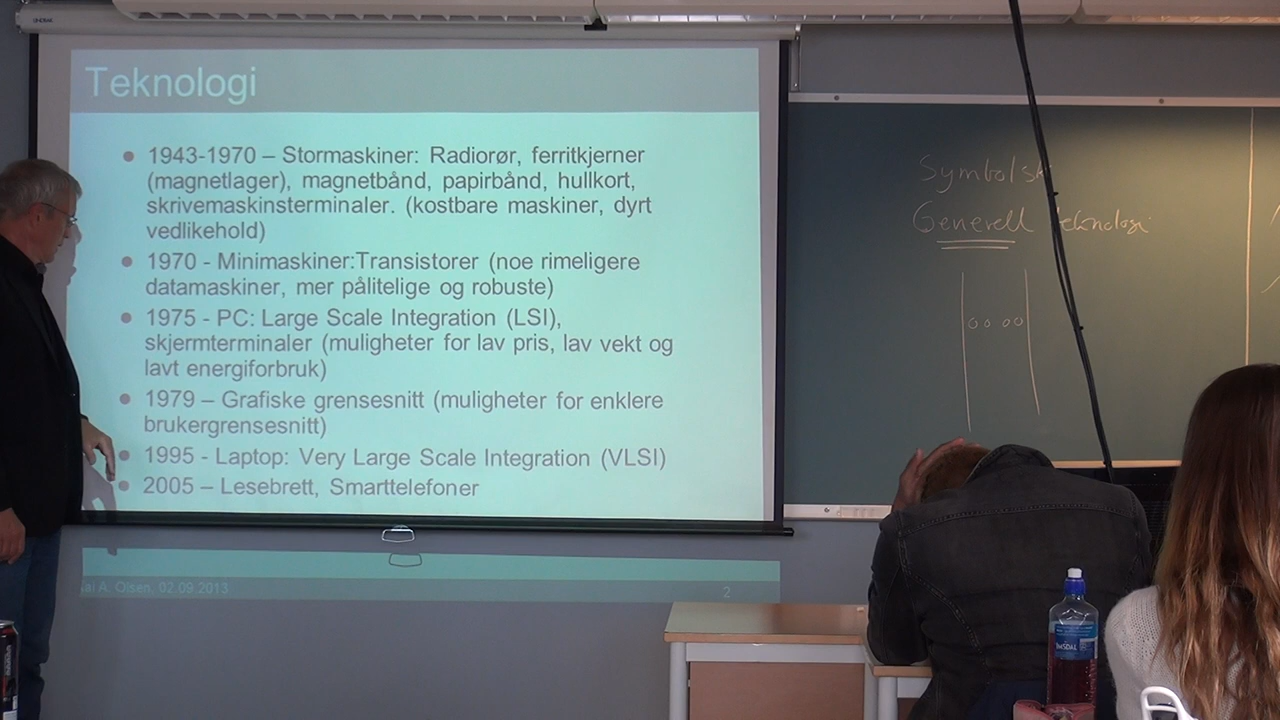 Teknologi
● 1943-1970 – Stormaskiner: Radiorør, ferritkjerner
(magnetlager), magnetbånd, papirbånd, hullkort,
skrivemaskinsterminaler. (kostbare maskiner, dyrt
vedlikehold)
● 1970 - Minimaskiner:Transistorer (noe rimeligere
datamaskiner, mer pålitelige og robuste)
● 1975 - PC: Large Scale Integration (LSI),
skjermterminaler (muligheter for lav pris, lav vekt og
lavt energiforbruk)
● 1979 – Grafiske grensesnitt (muligheter for enklere
brukergrensesnitt)
● 1995 - Laptop: Very Large Scale Integration (VLSI)
● 2005 – Lesebrett, Smarttelefoner
A. Olsen, 02.09.2013
2
Symbolsk
Generell teknologi
00 00
IMSDAL